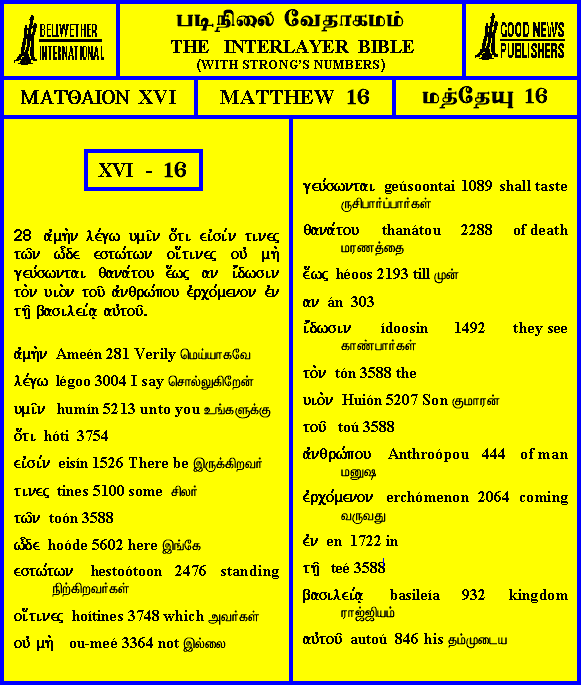 BELLWETHER
INTERNATIONAL
படிநிலை வேதாகமம்
THE INTERLAYER BIBLE
(WITH STRONG'S NUMBERS)
GOOD NEWS
PUBLISHERS
ΜΑΤΘΑΙΟΝ XVI
MATTHEW 16
மத்தேயு 16
XVI - 16
28 ἀμὴν λέγω υμῖν ὅτι εἰσίν τινες
τῶν ὧδε εστώτων οἵτινες οὐ μὴ
γεύσωνται θανάτου ἕως αν ἴδωσιν
τὸν υιὸν τοῦ ἀνθρώπου ἐρχόμενον ἐν
τῇ βασιλείᾳ αὐτοῦ.
ἀμὴν Ameén 281 Verily மெய்யாகவே
λέγω légoo 3004 I say சொல்லுகிறேன்
υμῖν humín 5213 unto you உங்களுக்கு
ὅτι hóti 3754
εἰσίν eisín 1526 There be இருக்கிறவர்
τινες tines 5100 some சிலர்
τῶν toón 3588
ὧδε hoóde 5602 here இங்கே
εστώτων hestoótoon 2476 standing
நிற்கிறவர்கள்
οἵτινες hoítines 3748 which அவர்கள்
οὐ μὴ ou-meé 3364 not இல்லை
γεύσωνται geúsoontai 1089 shall taste
ருசிபார்ப்பார்கள்
θανάτου thanátou 2288 of death
மரணத்தை
ἕως héoos 2193 till முன்
αν án 303
ἴδωσιν ídoosin 1492 they see
காண்பார்கள்
τὸν tón 3588 the
υιὸν Huión 5207 Son குமாரன்
τοῦ toú 3588
ἀνθρώπου Anthroópou 444 of man
மனுஷ
ἐρχόμενον erchómenon 2064 coming
வருவது
ἐν en 1722 in
τῇ teé 3588
βασιλείᾳ basileía 932 kingdom
ராஜ்ஜியம்
αὐτοῦ autoú 846 his தம்முடைய